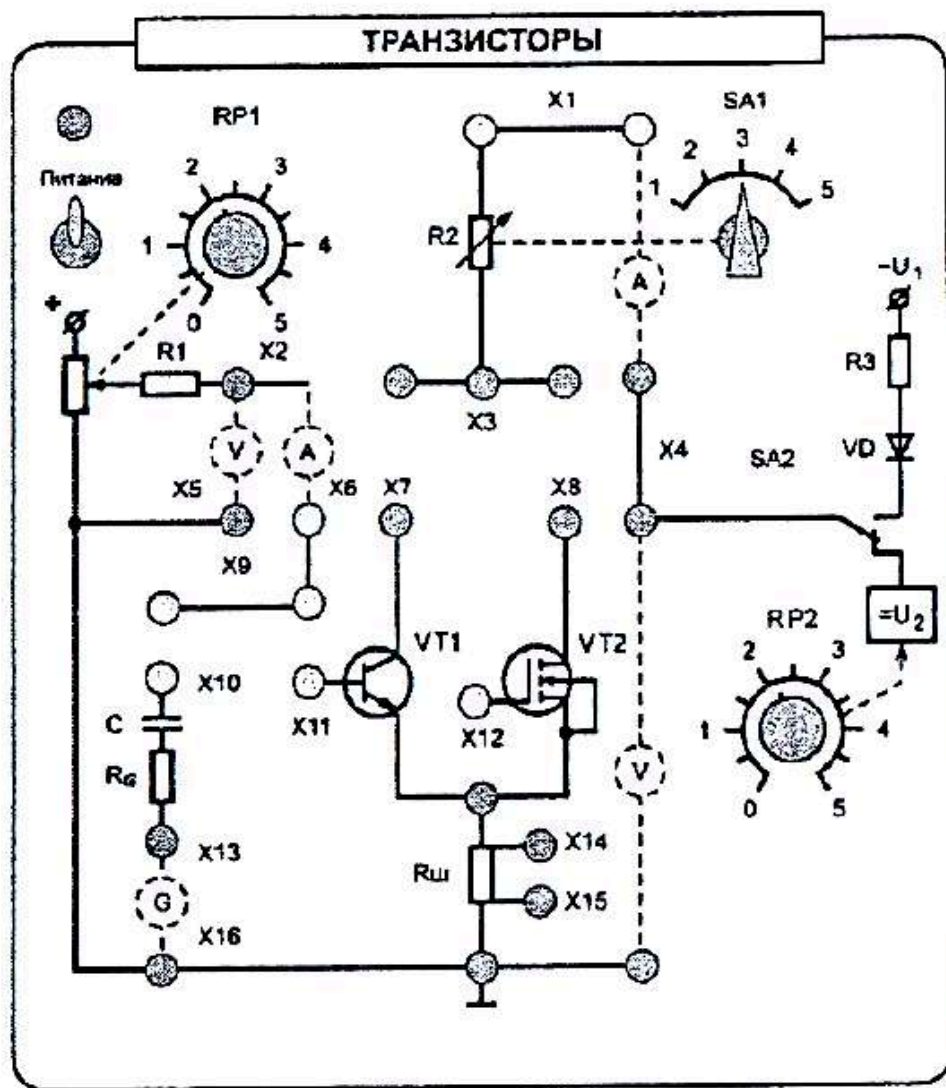 ТРАНЗИСТОРЫ
RP1
X1
SA1
Питание
2 3
1 4
0 5
2 3 4
1 5
R2
A
–U₁
+
R1
X2
R3
X3
V
A
X4
SA2
VD
X5
X6
X7
X8
X9
=U₂
RP2
2 3
1 4
0 5
VT1
VT2
X10
X11
X12
C
RG
V
X13
X14
Rш
X15
G
X16